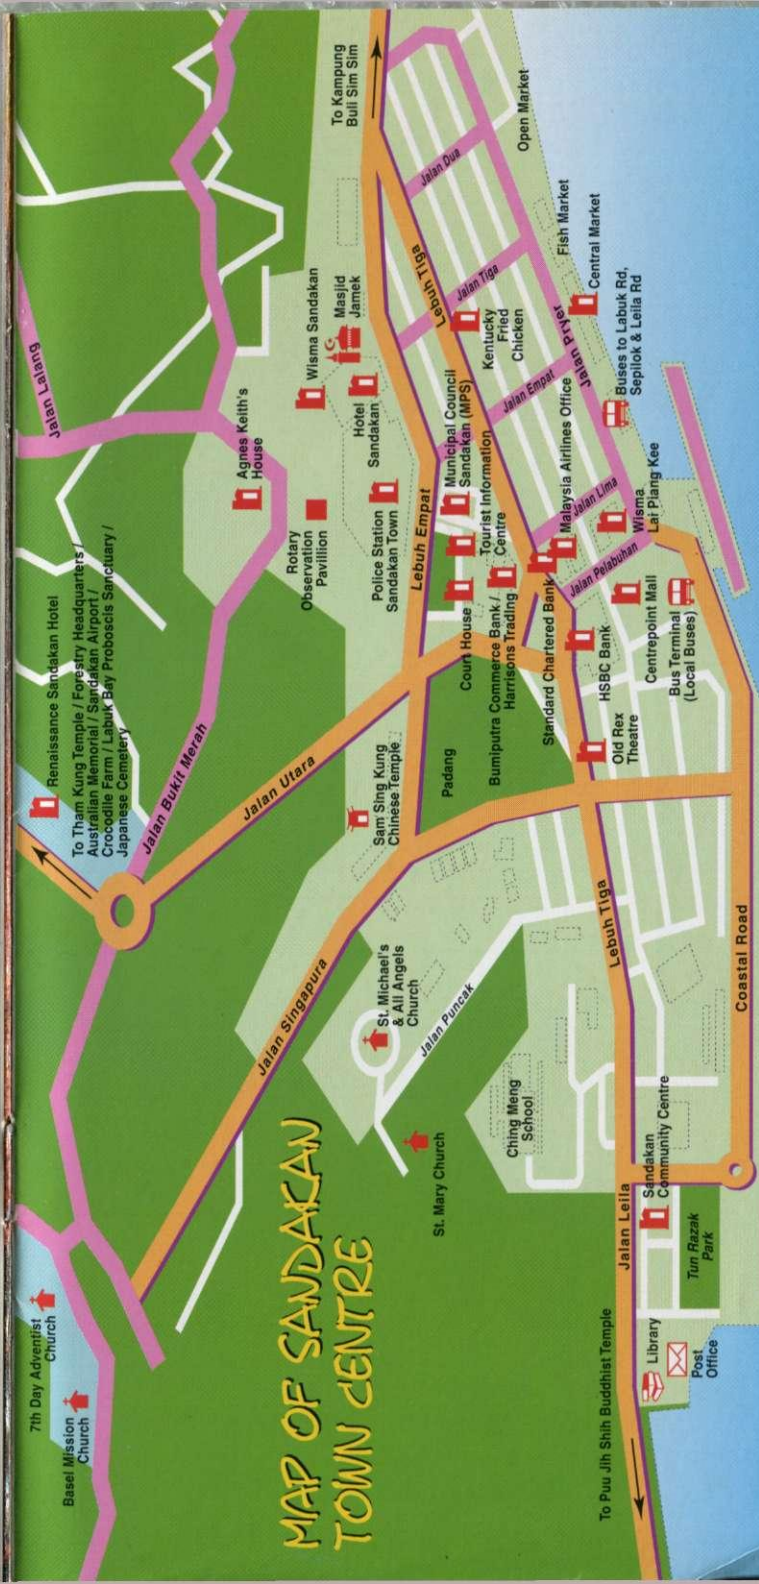 MAP OF SANDAKAN
TOWN CENTRE
Basel Mission
Church
7th Day Adventist
Church
Renaissance Sandakan Hotel
To Tham Kung Temple / Forestry Headquarters /
Australian Memorial / Sandakan Airport /
Crocodile Farm / Labuk Bay Proboscis Sanctuary /
Japanese Cemetery
Jalan Lalang
Jalan Bukit Merah
Jalan Utara
Jalan Singapura
Agnes Keith's
House
Rotary
Observation
Pavillion
Wisma Sandakan
Masjid
Jamek
Hotel
Sandakan
Police Station
Sandakan Town
To Kampung
Buli Sim Sim
Sam Sing Kung
Chinese Temple
St. Michael's
& All Angels
Church
St. Mary Church
Jalan Puncak
Ching Meng
School
Padang
Lebuh Empat
Court House
Municipal Council
Sandakan (MPS)
Tourist Information
Centre
Bumiputra Commerce Bank /
Harrisons Trading
Standard Chartered Bank
Malaysia Airlines Office
Kentucky
Fried
Chicken
Lebuh Tiga
Jalan Dua
Jalan Tiga
Jalan Empat
Jalan Lima
Jalan Pelabuhan
Jalan Pryer
Open Market
Fish Market
Central Market
Buses to Labuk Rd,
Sepilok & Leila Rd
Wisma
Lai Piang Kee
HSBC Bank
Centrepoint Mall
Bus Terminal
(Local Buses)
Old Rex
Theatre
Lebuh Tiga
Coastal Road
Jalan Leila
Sandakan
Community Centre
Tun Razak
Park
Library
Post
Office
To Puu Jih Shih Buddhist Temple